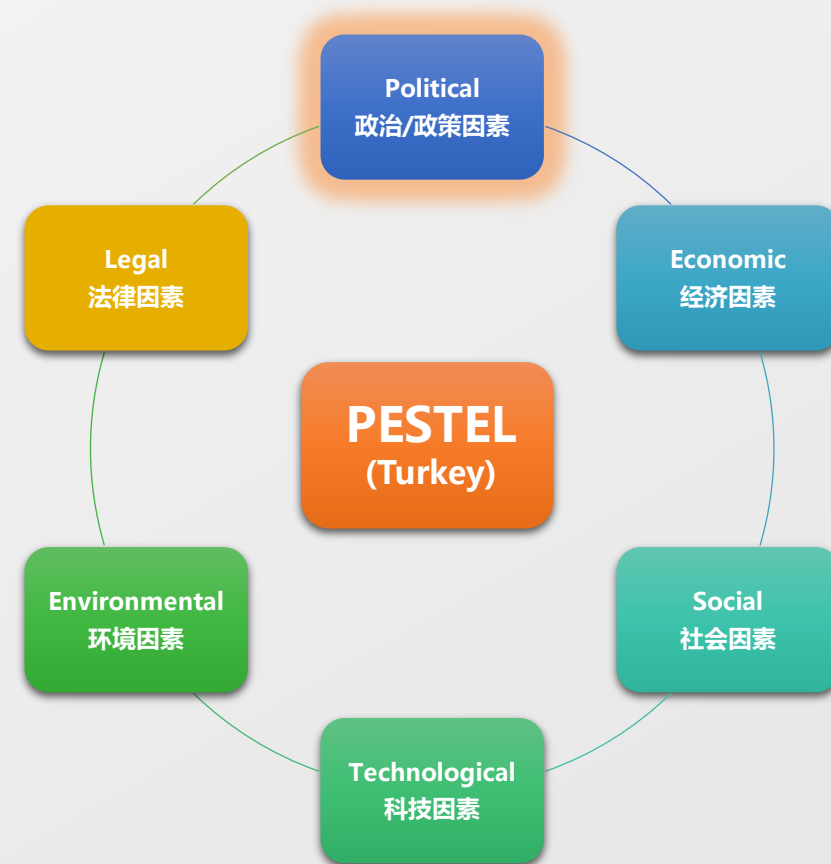 Political
政治/政策因素
Legal
法律因素
Economic
经济因素
PESTEL
(Turkey)
Environmental
环境因素
Social
社会因素
Technological
科技因素